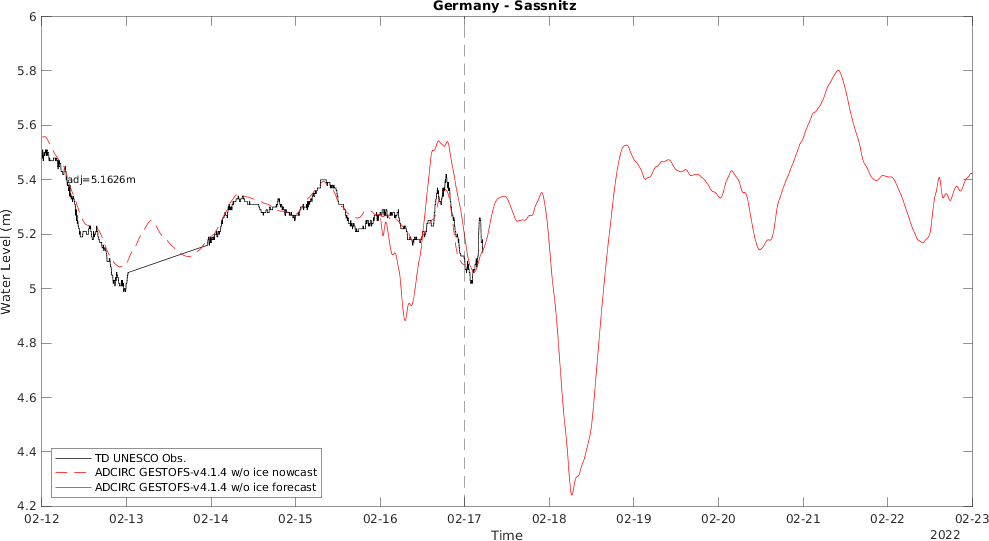 Germany - Sassnitz
6
5.8
5.6
5.4
5.2
5
4.8
4.6
4.4
4.2
Water Level (m)
adj=5.1626m
TD UNESCO Obs.
ADCIRC GESTOFS-v4.1.4 w/o ice nowcast
ADCIRC GESTOFS-v4.1.4 w/o ice forecast
02-12 02-13 02-14 02-15 02-16 02-17 02-18 02-19 02-20 02-21 02-22 02-23
Time
2022